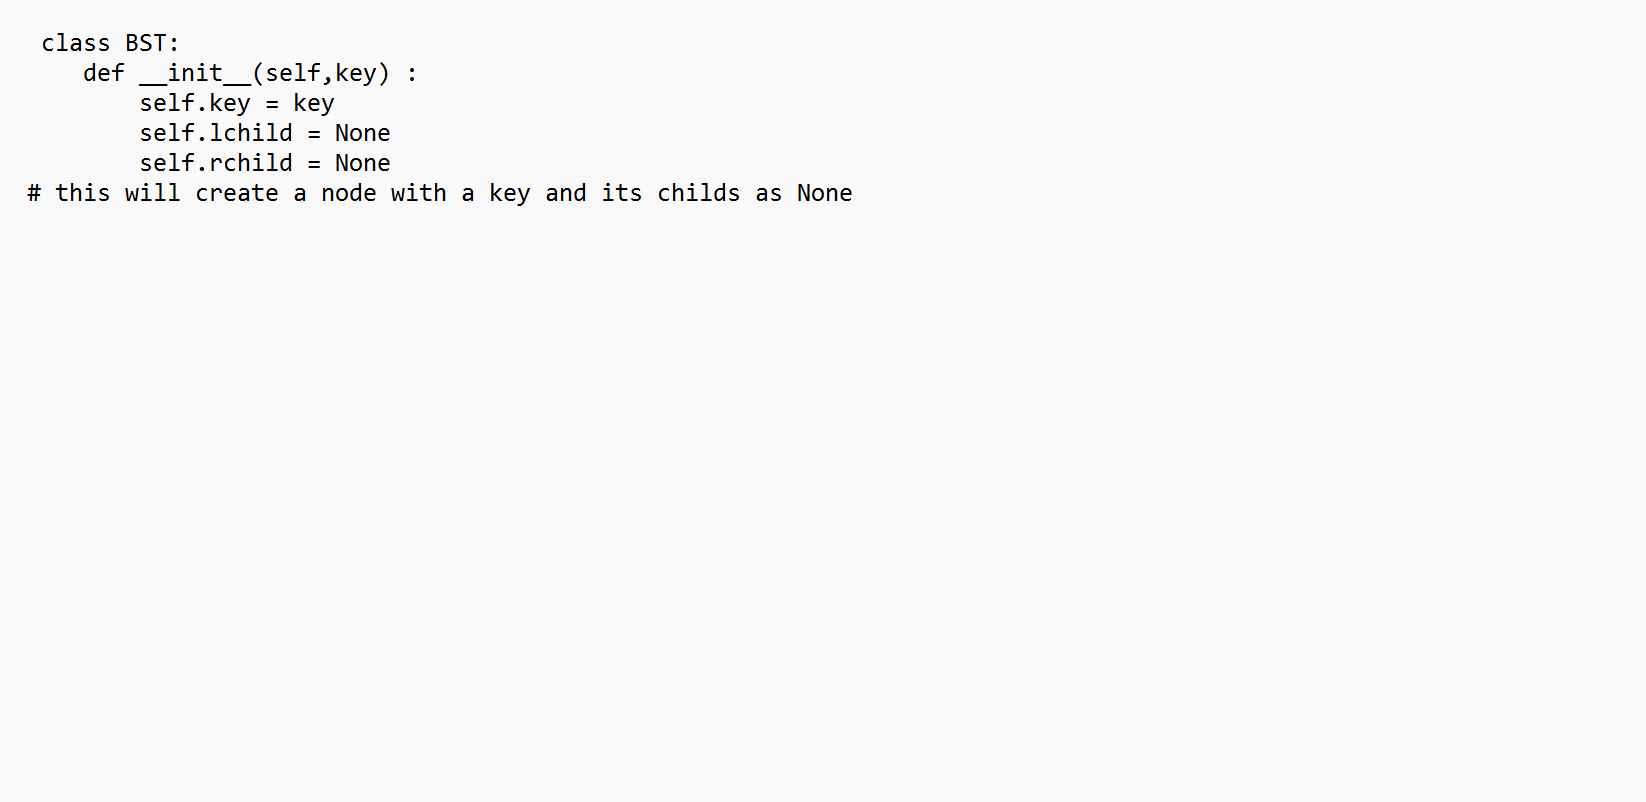 class BST:
   def __init__(self,key) :
       self.key = key
       self.lchild = None
       self.rchild = None
# this will create a node with a key and its childs as None